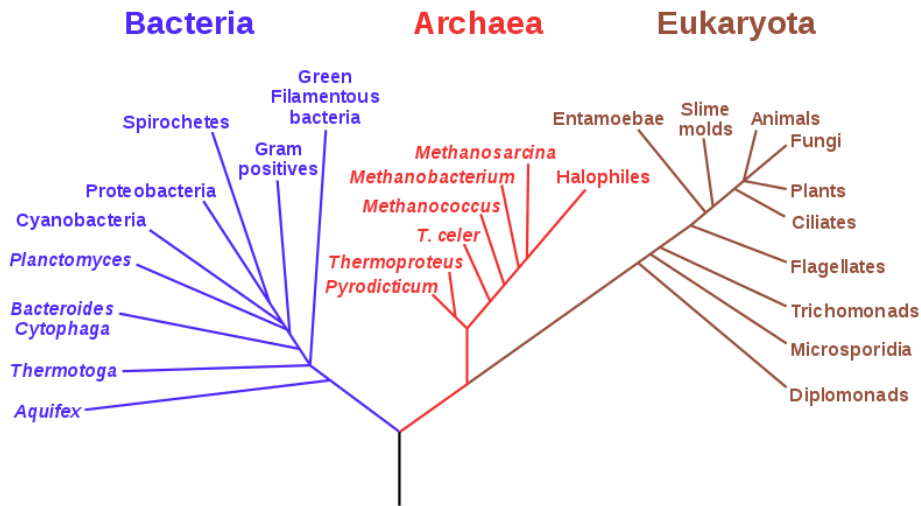 Bacteria
Archaea
Eukaryota
Green
Filamentous
bacteria
Spirochetes
Gram
positives
Proteobacteria
Cyanobacteria
Planctomyces
Bacteroides
Cytophaga
Thermotoga
Aquifex
Methanosarcina
Methanobacterium
Halophiles
Methanococcus
T. celer
Thermoproteus
Pyrodicticum
Entamoebae
Slime
molds
Animals
Fungi
Plants
Ciliates
Flagellates
Trichomonads
Microsporidia
Diplomonads